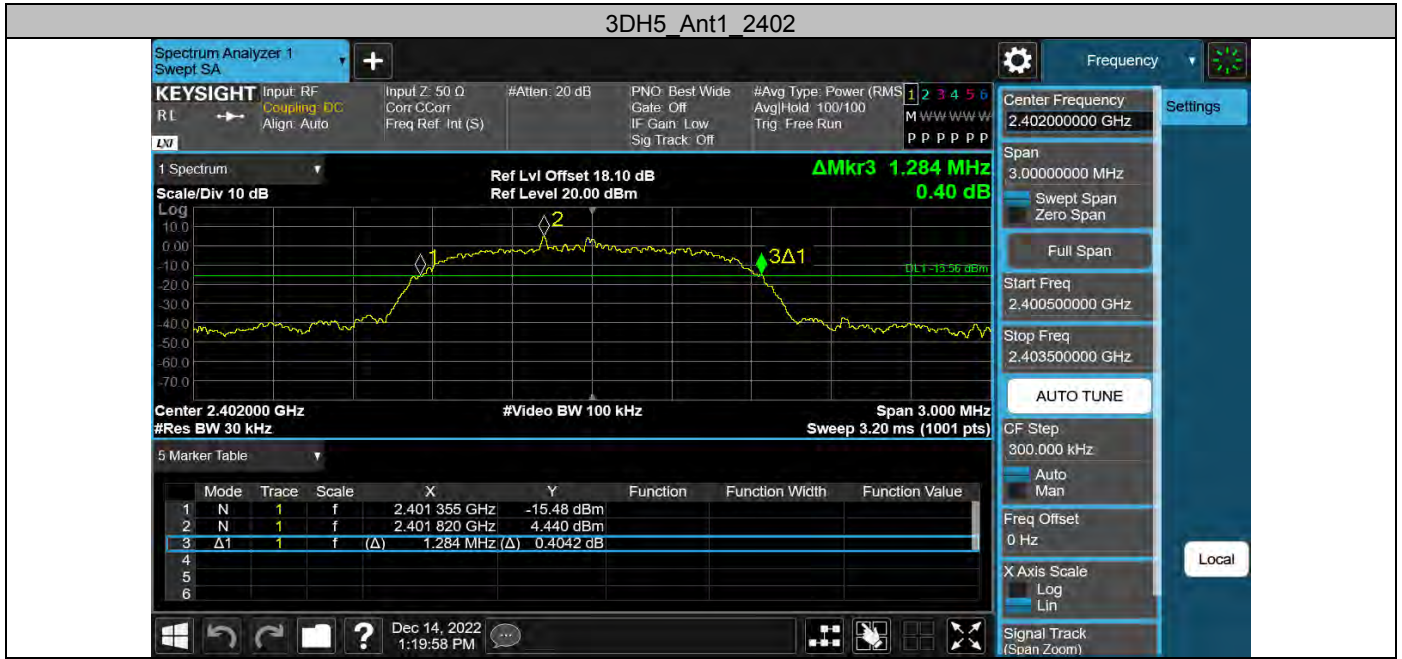 3DH5_Ant1_2402
Spectrum Analyzer 1
Swept SA
Frequency
KEYSIGHT
RL
LXI
Input: RF
Coupling: DC
Align: Auto
Input Z: 50 Ω
Corr CCorr
Freq Ref: Int (S)
#Atten: 20 dB
PNO: Best Wide
Gate: Off
IF Gain: Low
Sig Track: Off
#Avg Type: Power (RMS
Avg|Hold: 100/100
Trig: Free Run
1 2 3 4 5 6
M W W W W W
P P P P P P
1 Spectrum
Scale/Div 10 dB
Ref Lvl Offset 18.10 dB
Ref Level 20.00 dBm
ΔMkr3 1.284 MHz
0.40 dB
Log
10.0
0.00
-10.0
-20.0
-30.0
-40.0
-50.0
-60.0
-70.0
1
2
3Δ1
DL1 -15.56 dBm
Center 2.402000 GHz
#Video BW 100 kHz
Span 3.000 MHz
#Res BW 30 kHz
Sweep 3.20 ms (1001 pts)
5 Marker Table
Mode Trace Scale X Y Function Function Width Function Value
1 N 1 f 2.401 355 GHz -15.48 dBm
2 N 1 f 2.401 820 GHz 4.440 dBm
3 Δ1 1 f (Δ) 1.284 MHz (Δ) 0.4042 dB
4
5
6
Dec 14, 2022
1:19:58 PM
Center Frequency
2.402000000 GHz
Settings
Span
3.00000000 MHz
Swept Span
Zero Span
Full Span
Start Freq
2.400500000 GHz
Stop Freq
2.403500000 GHz
AUTO TUNE
CF Step
300.000 kHz
Auto
Man
Freq Offset
0 Hz
Local
X Axis Scale
Log
Lin
Signal Track
(Span Zoom)